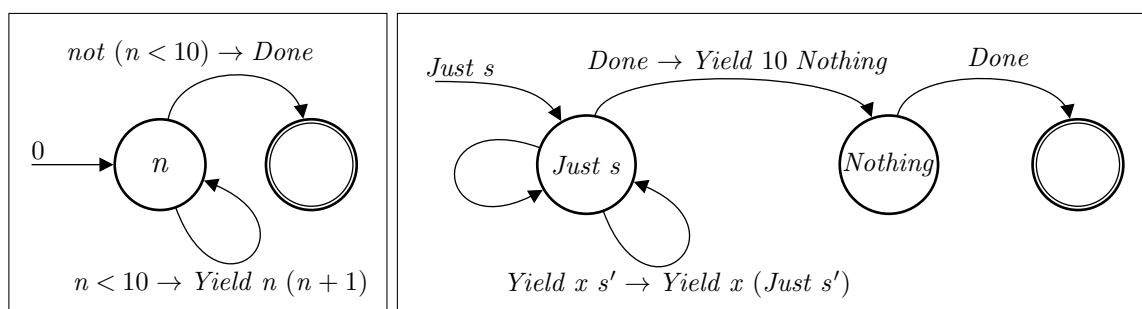 not (n < 10) → Done
0
n
n < 10 → Yield n (n + 1)
Just s
Done → Yield 10 Nothing
Done
Just s
Nothing
Yield x s′ → Yield x (Just s′)